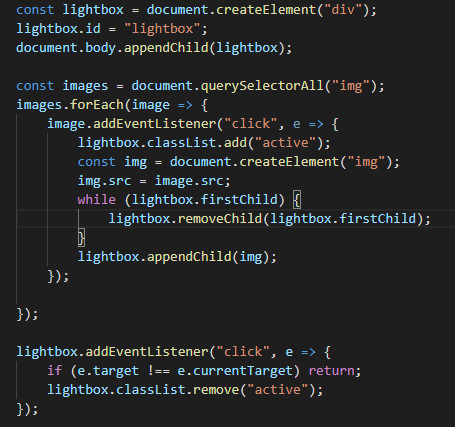 const lightbox = document.createElement("div");
lightbox.id = "lightbox";
document.body.appendChild(lightbox);

const images = document.querySelectorAll("img");
images.forEach(image => {
    image.addEventListener("click", e => {
        lightbox.classList.add("active");
        const img = document.createElement("img");
        img.src = image.src;
        while (lightbox.firstChild) {
            lightbox.removeChild(lightbox.firstChild);
        }
        lightbox.appendChild(img);
    });

});

lightbox.addEventListener("click", e => {
    if (e.target !== e.currentTarget) return;
    lightbox.classList.remove("active");
});